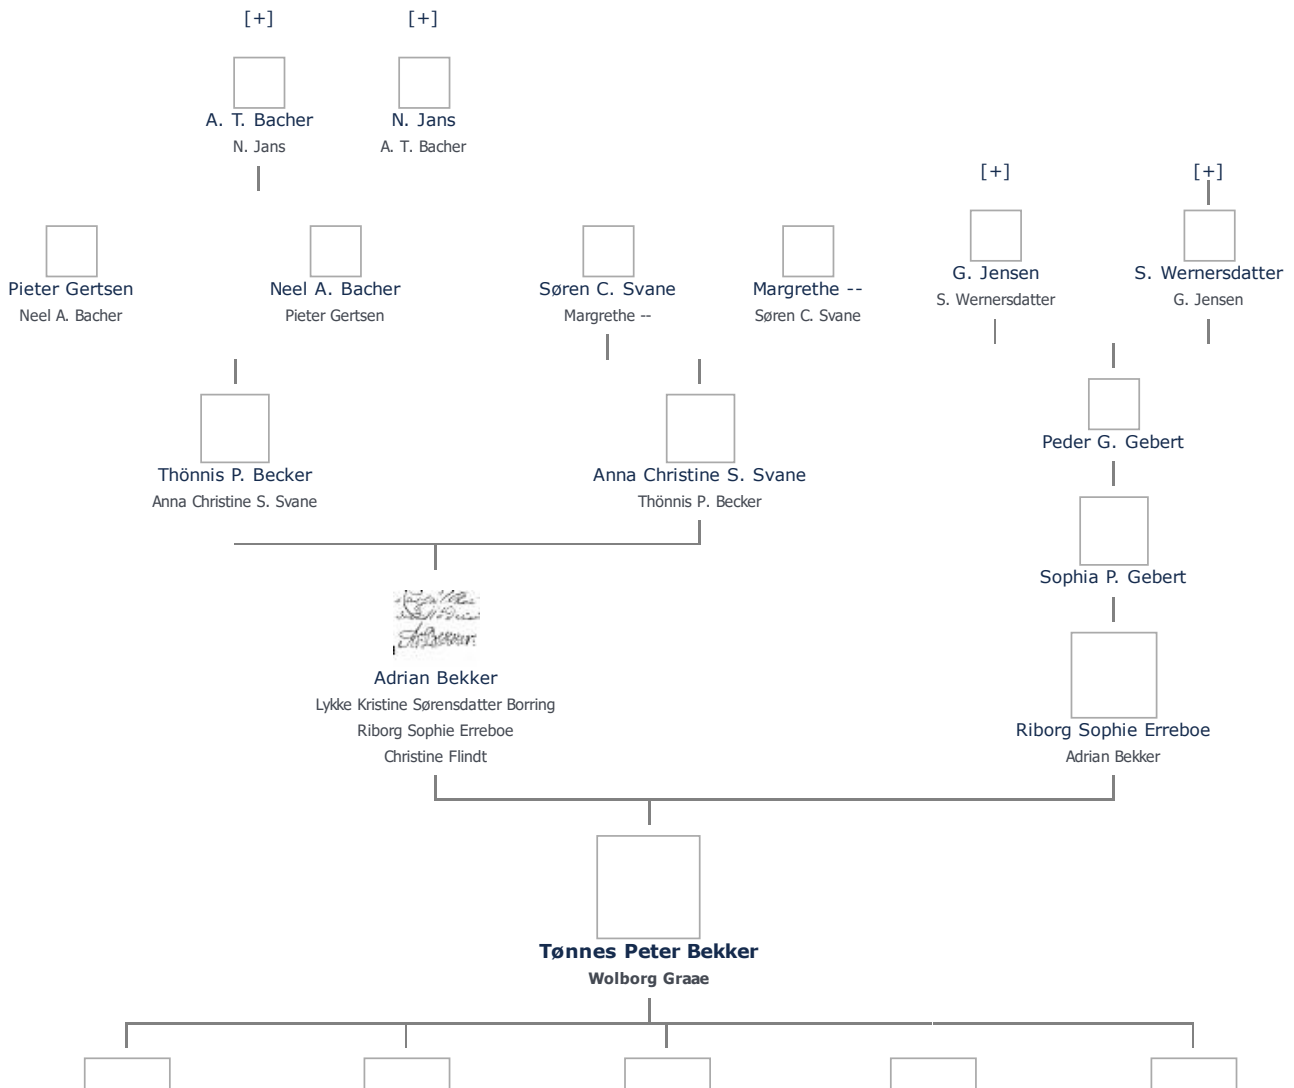 [+]
[+]
A. T. Bacher
N. Jans
N. Jans
A. T. Bacher
[+]
[+]
Pieter Gertsen
Neel A. Bacher
Neel A. Bacher
Pieter Gertsen
Søren C. Svane
Margrethe --
Margrethe --
Søren C. Svane
G. Jensen
S. Wernersdatter
S. Wernersdatter
G. Jensen
Thönnis P. Becker
Anna Christine S. Svane
Anna Christine S. Svane
Thönnis P. Becker
Peder G. Gebert
Sophia P. Gebert
Adrian Bekker
Lykke Kristine Sørensdatter Borring
Riborg Sophie Erreboe
Christine Flindt
Riborg Sophie Erreboe
Adrian Bekker
Tønnes Peter Bekker
Wolborg Graae